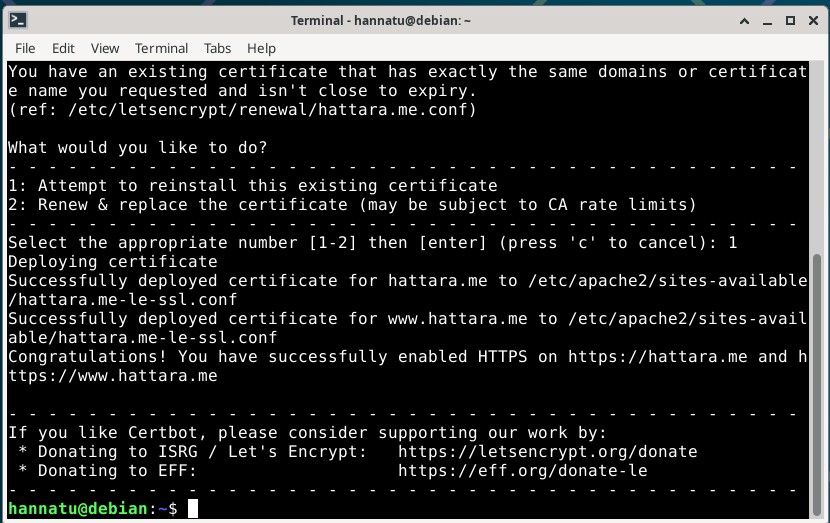 Terminal - hannatu@debian: ~
File Edit View Terminal Tabs Help
You have an existing certificate that has exactly the same domains or certificat
e name you requested and isn't close to expiry.
(ref: /etc/letsencrypt/renewal/hattara.me.conf)
What would you like to do?
- - - - - - - - - - - - - - - - - - - - - - - - - - - - - - - - - - - - - - - -
1: Attempt to reinstall this existing certificate
2: Renew & replace the certificate (may be subject to CA rate limits)
- - - - - - - - - - - - - - - - - - - - - - - - - - - - - - - - - - - - - - - -
Select the appropriate number [1-2] then [enter] (press 'c' to cancel): 1
Deploying certificate
Successfully deployed certificate for hattara.me to /etc/apache2/sites-available
/hattara.me-le-ssl.conf
Successfully deployed certificate for www.hattara.me to /etc/apache2/sites-avail
able/hattara.me-le-ssl.conf
Congratulations! You have successfully enabled HTTPS on https://hattara.me and h
ttps://www.hattara.me
- - - - - - - - - - - - - - - - - - - - - - - - - - - - - - - - - - - - - - - -
If you like Certbot, please consider supporting our work by:
* Donating to ISRG / Let's Encrypt: https://letsencrypt.org/donate
* Donating to EFF: https://eff.org/donate-le
- - - - - - - - - - - - - - - - - - - - - - - - - - - - - - - - - - - - - - - -
hannatu@debian:~$